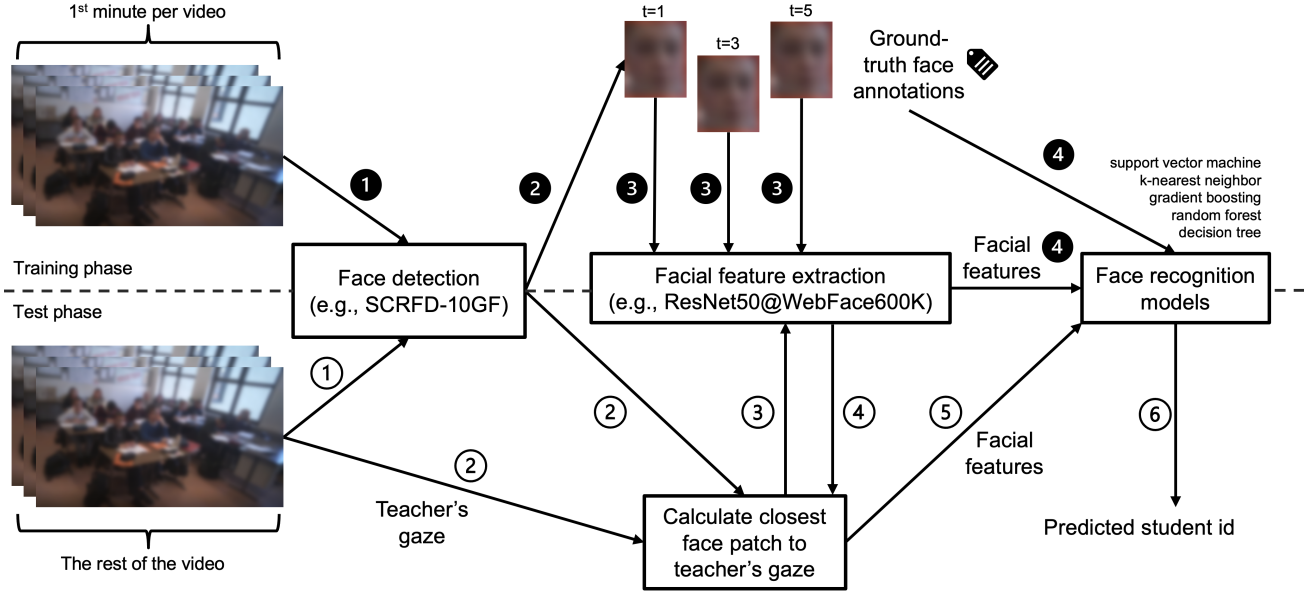 1st minute per video
t=1
t=3
t=5
Ground-
truth face
annotations
1
2
3
3
3
4
support vector machine
k-nearest neighbor
gradient boosting
random forest
decision tree
Training phase
Face detection
(e.g., SCRFD-10GF)
Facial feature extraction
(e.g., ResNet50@WebFace600K)
Facial
features
4
Face recognition
models
Test phase
1
2
2
Teacher's
gaze
3
4
5
Facial
features
6
Calculate closest
face patch to
teacher's gaze
Predicted student id
The rest of the video